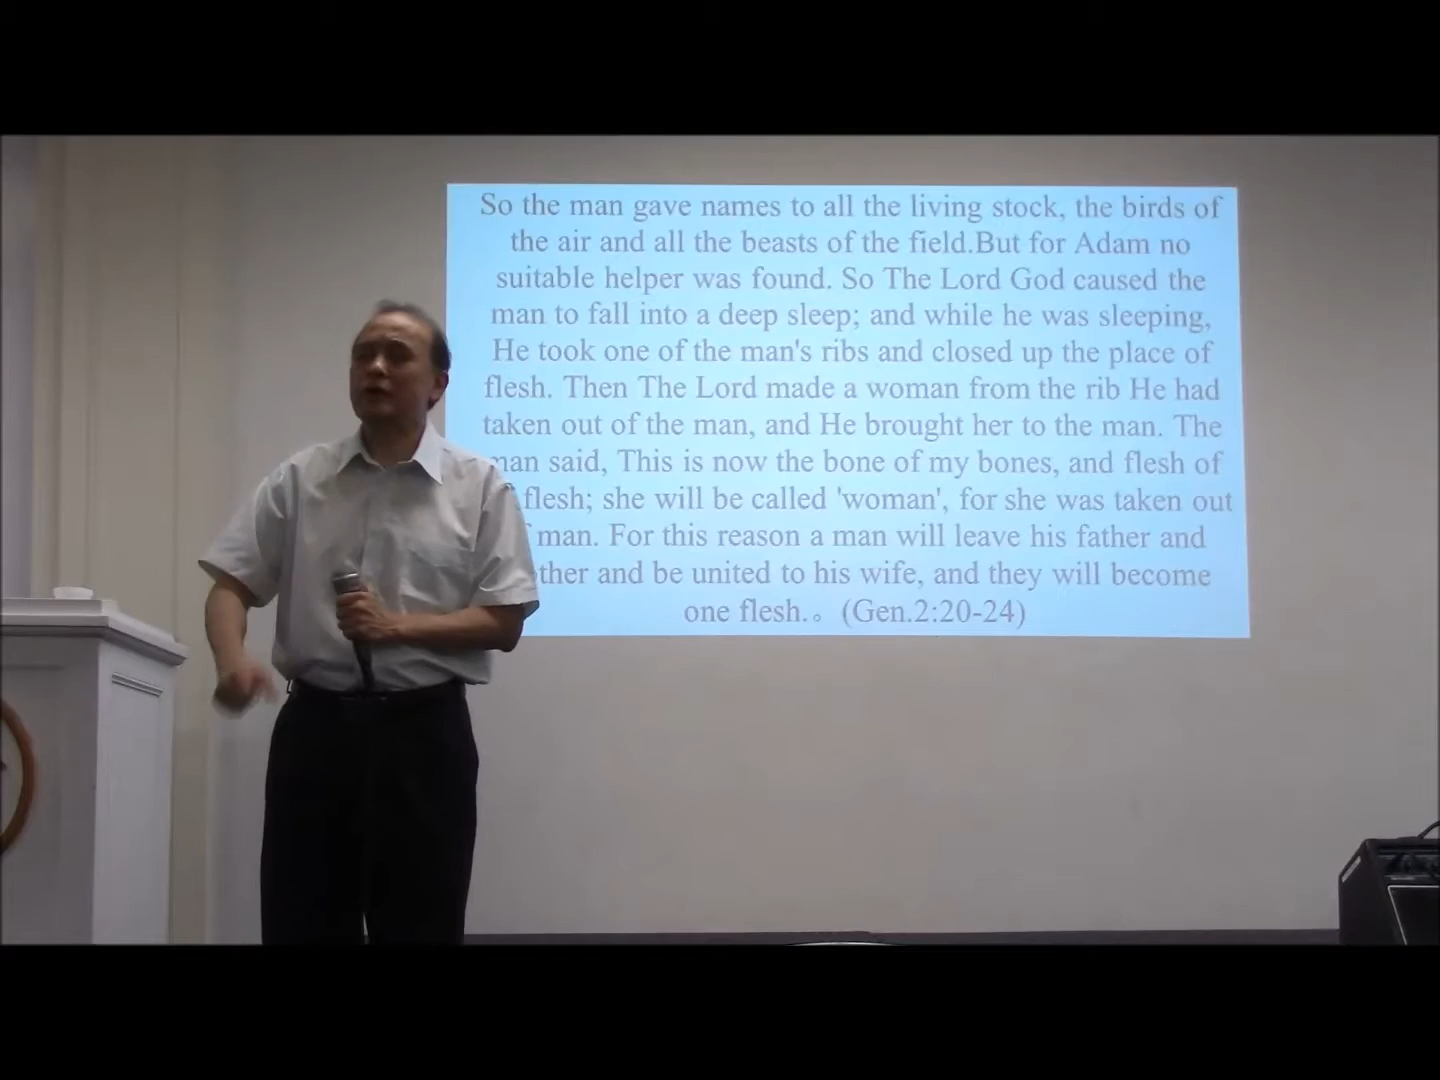 So the man gave names to all the living stock, the birds of
the air and all the beasts of the field.But for Adam no
suitable helper was found. So The Lord God caused the
man to fall into a deep sleep; and while he was sleeping,
He took one of the man's ribs and closed up the place of
flesh. Then The Lord made a woman from the rib He had
taken out of the man, and He brought her to the man. The
man said, This is now the bone of my bones, and flesh of
flesh; she will be called 'woman', for she was taken out
man. For this reason a man will leave his father and
and be united to his wife, and they will become
one flesh.。 (Gen.2:20-24)